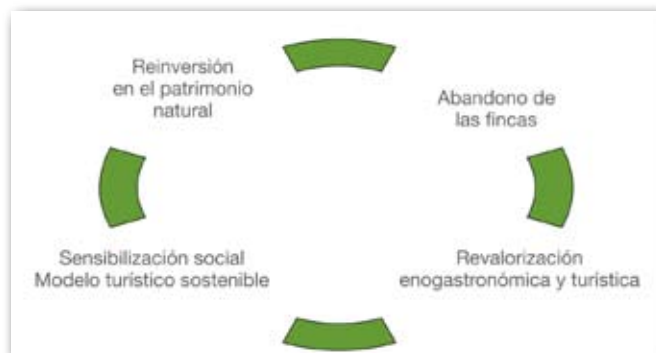 Reinversión
en el patrimonio
natural
Abandono de
las fincas
Sensibilización social
Modelo turístico sostenible
Revalorización
enogastronómica y turística